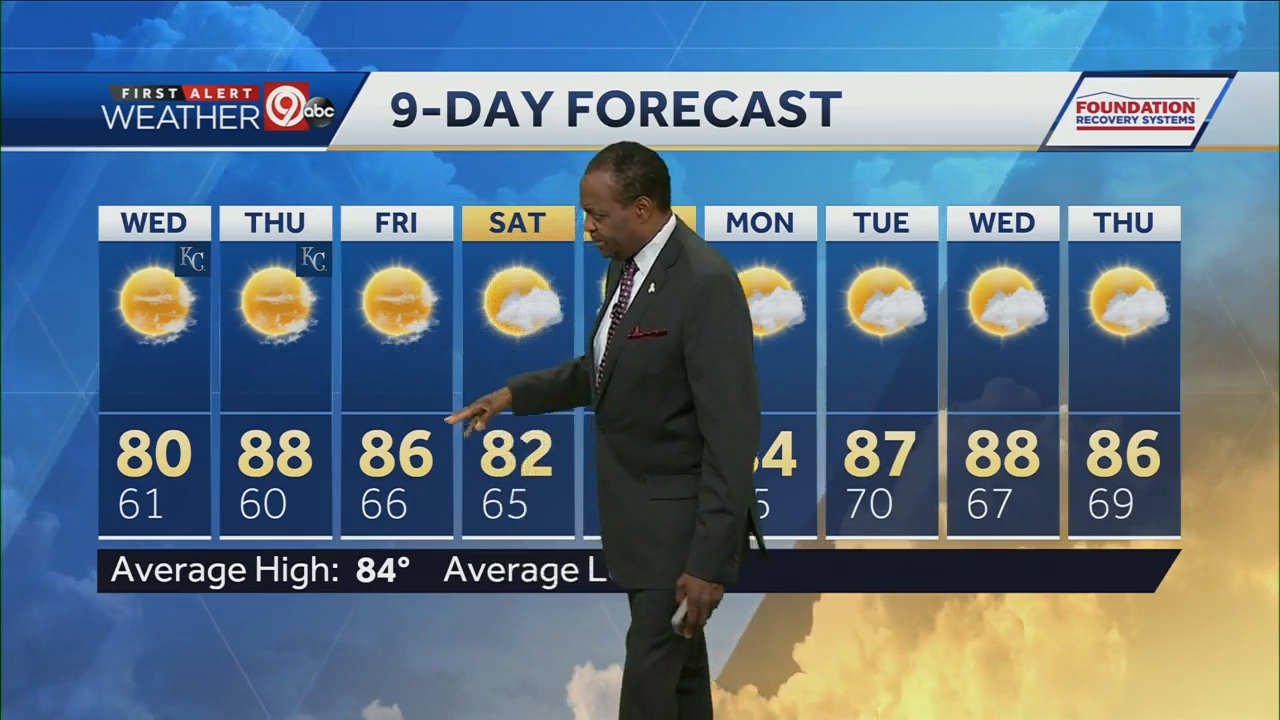 FIRST ALERT
WEATHER 9 abc
9-DAY FORECAST
FOUNDATION
RECOVERY SYSTEMS
WED THU FRI SAT MON TUE WED THU
KC KC
80 88 86 82 87 88 86
61 60 66 65 70 67 69
Average High: 84° Average